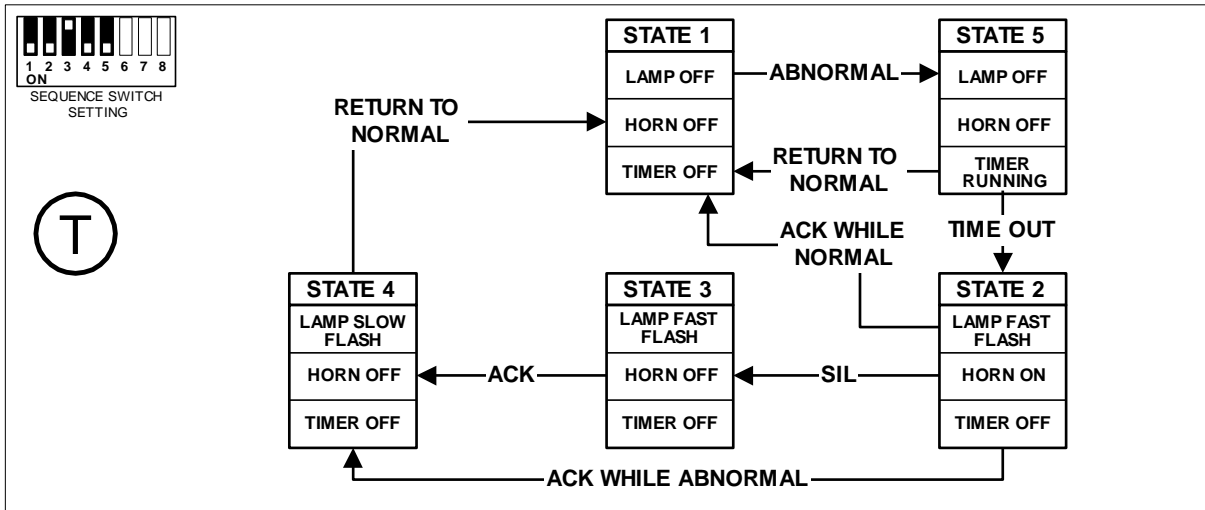 1 2 3 4 5 6 7 8
ON
SEQUENCE SWITCH
SETTING
T
STATE 1
LAMP OFF
HORN OFF
TIMER OFF
ABNORMAL
STATE 5
LAMP OFF
HORN OFF
TIMER
RUNNING
RETURN TO
NORMAL
RETURN TO
NORMAL
ACK WHILE
NORMAL
TIME OUT
STATE 4
LAMP SLOW
FLASH
HORN OFF
TIMER OFF
ACK
STATE 3
LAMP FAST
FLASH
HORN OFF
TIMER OFF
SIL
STATE 2
LAMP FAST
FLASH
HORN ON
TIMER OFF
ACK WHILE ABNORMAL